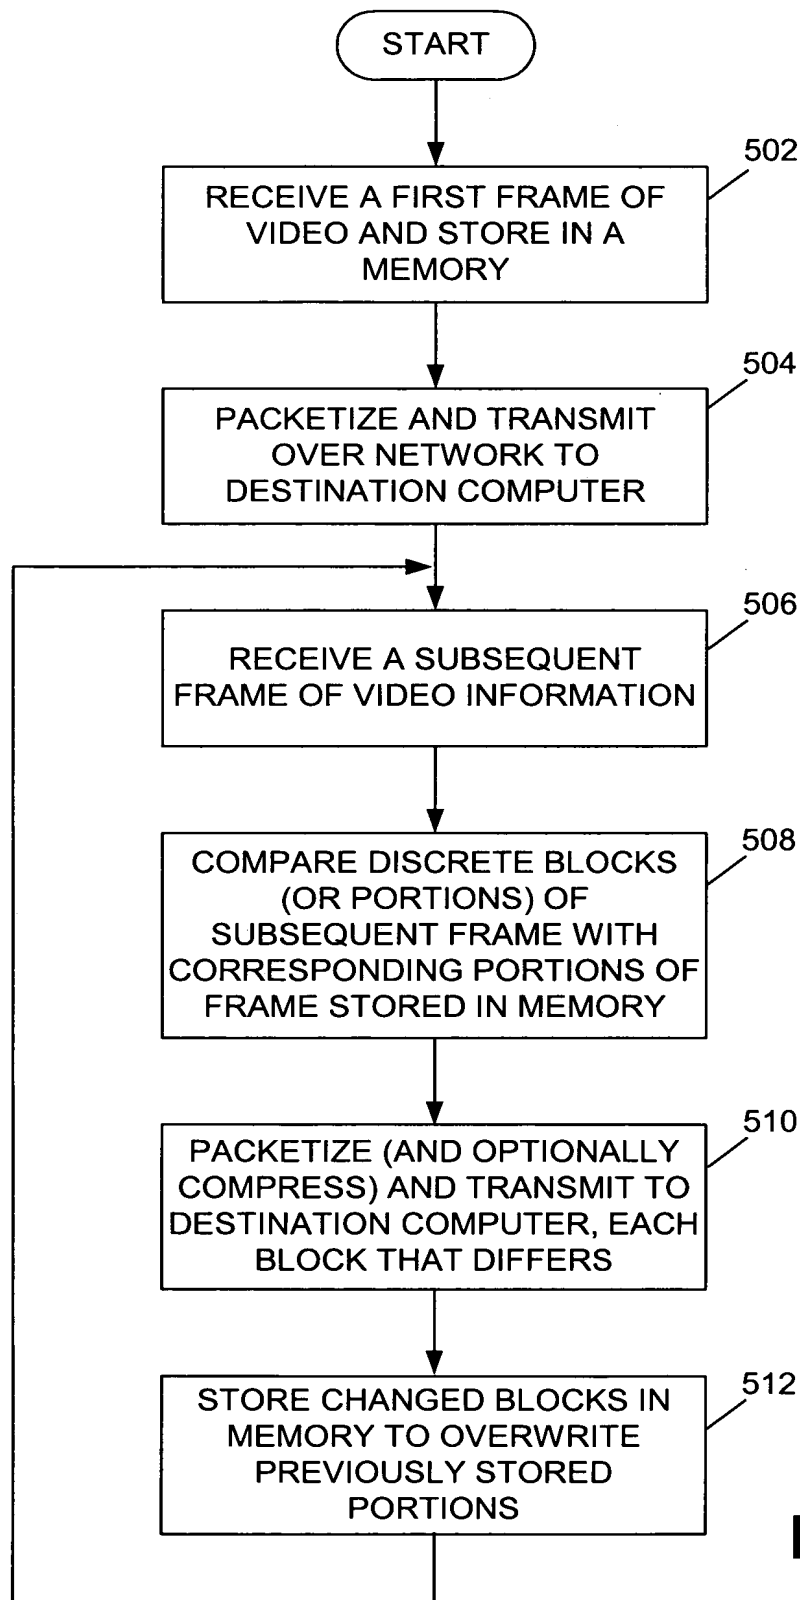 START
502
RECEIVE A FIRST FRAME OF
VIDEO AND STORE IN A
MEMORY
504
PACKETIZE AND TRANSMIT
OVER NETWORK TO
DESTINATION COMPUTER
506
RECEIVE A SUBSEQUENT
FRAME OF VIDEO INFORMATION
508
COMPARE DISCRETE BLOCKS
(OR PORTIONS) OF
SUBSEQUENT FRAME WITH
CORRESPONDING PORTIONS OF
FRAME STORED IN MEMORY
510
PACKETIZE (AND OPTIONALLY
COMPRESS) AND TRANSMIT TO
DESTINATION COMPUTER, EACH
BLOCK THAT DIFFERS
512
STORE CHANGED BLOCKS IN
MEMORY TO OVERWRITE
PREVIOUSLY STORED
PORTIONS